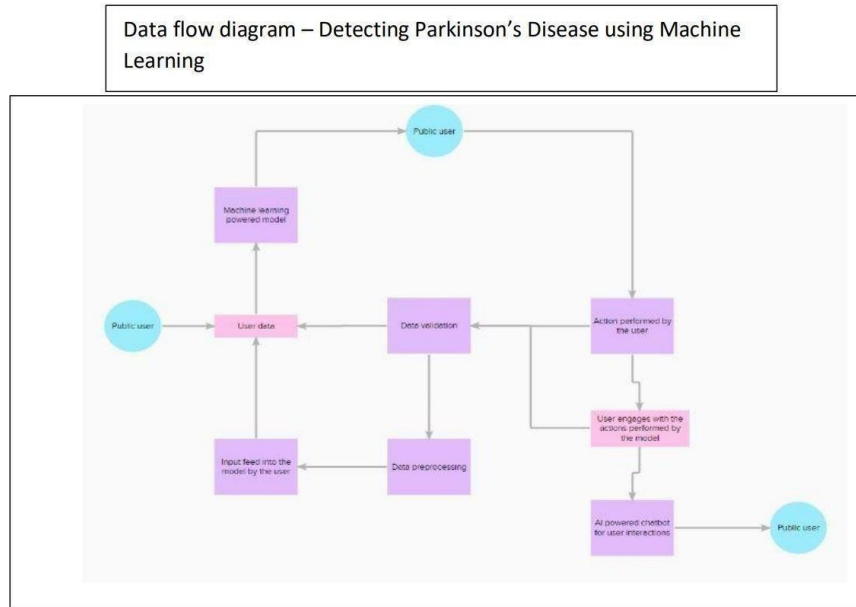 Data flow diagram – Detecting Parkinson's Disease using Machine
Learning
Public user
Machine learning
powered model
Public user
User data
Data validation
Action performed by
the user
User engages with the
actions performed by
the model
Input feed into the
model by the user
Data preprocessing
AI powered chatbot
for user interactions
Public user